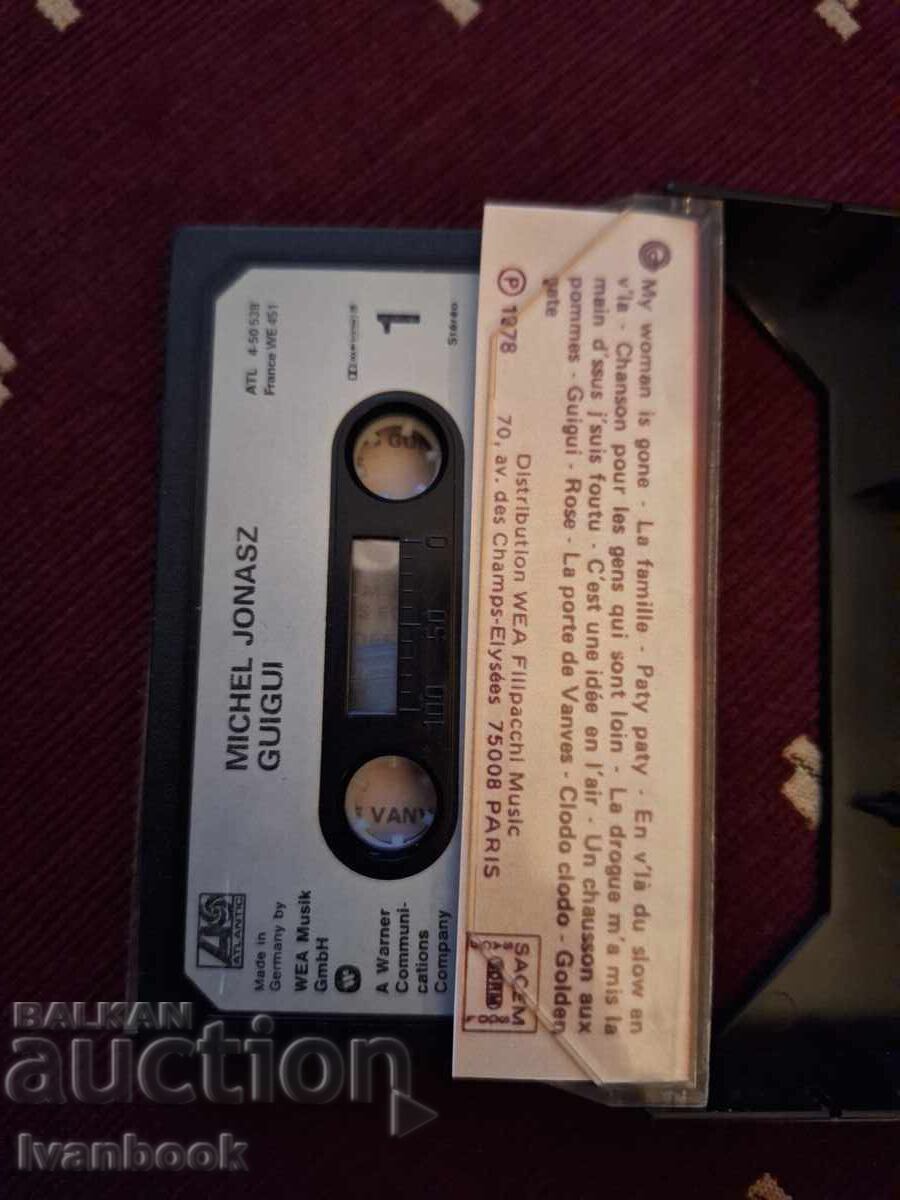 MICHEL JONASZ
GUIGUI
ATL 4-50 539
France WE 451
1
Stéreo
0 50 100
VAN
ATLANTIC
Made in
Germany by
WEA Musik
GmbH
A Warner
Communi-
cations
Company
My woman is gone - La famille - Paty paty - En v'là du slow en
v'la - Chanson pour les gens qui sont loin - La drogue m'a mis la
main d'ssus j'suis foutu - C'est une idée en l'air - Un chausson aux
pommes - Guigui - Rose - La porte de Vanves - Clodo clodo - Golden
gate
℗ 1978
Distribution WEA Filipacchi Music
70, av. des Champs-Elysées 75008 PARIS
SACEM
BALKAN
auction
Ivanbook